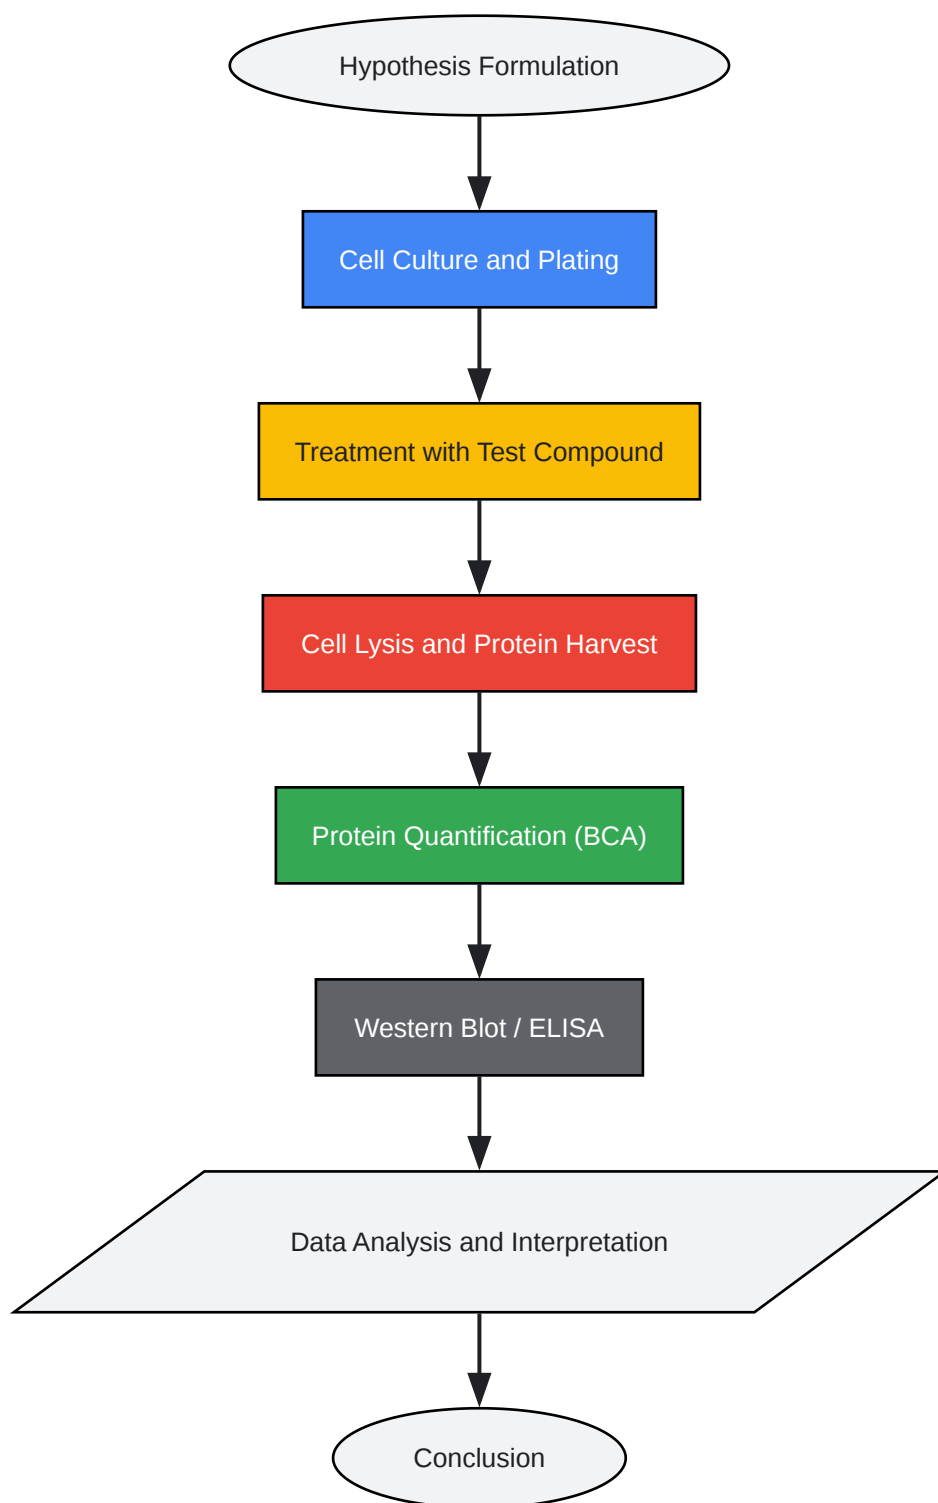 Hypothesis Formulation
Cell Culture and Plating
Treatment with Test Compound
Cell Lysis and Protein Harvest
Protein Quantification (BCA)
Western Blot / ELISA
Data Analysis and Interpretation
Conclusion